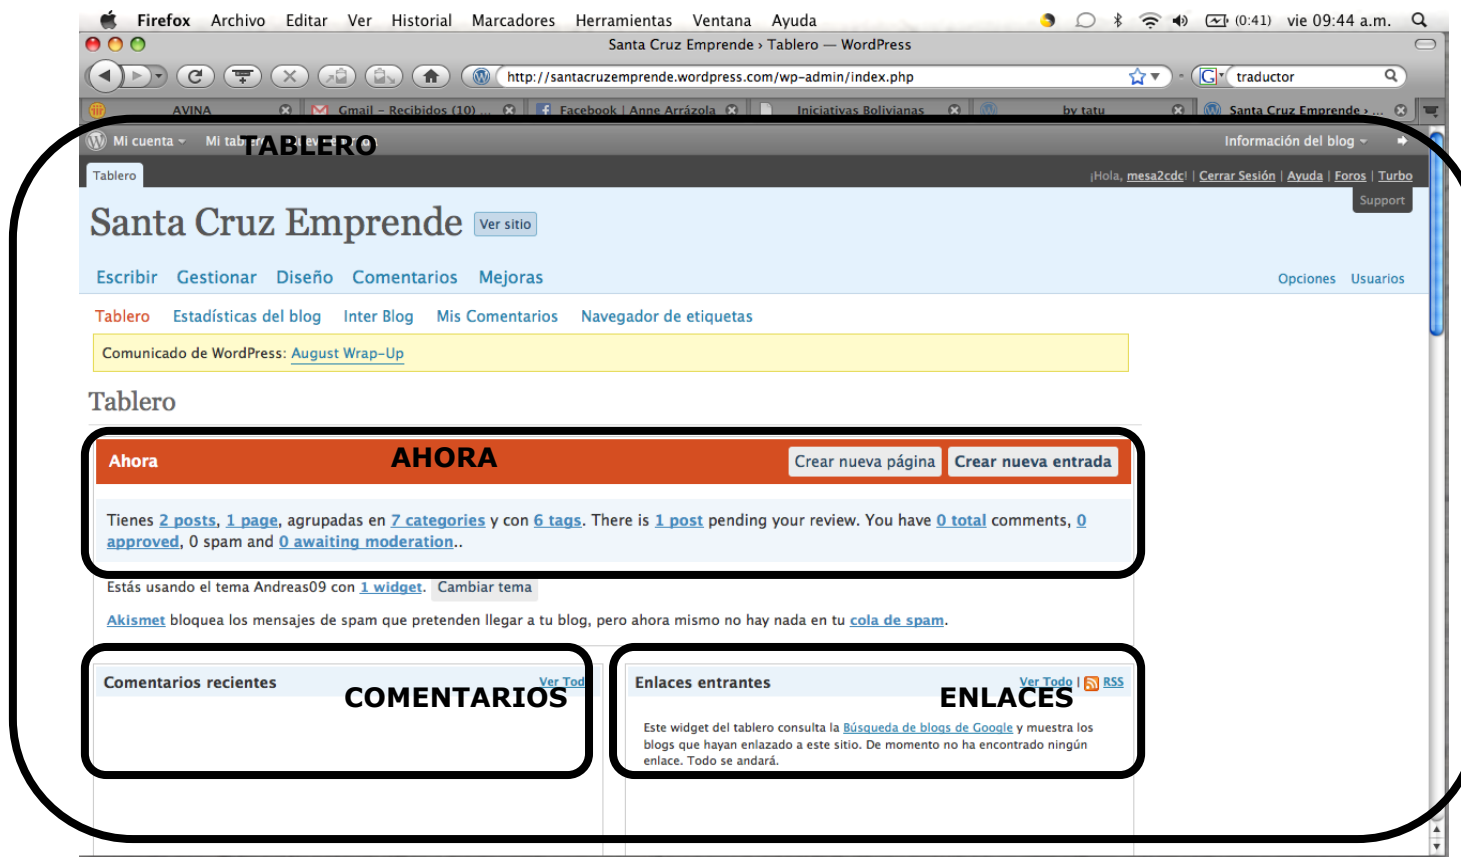 Firefox Archivo Editar Ver Historial Marcadores Herramientas Ventana Ayuda (0:41) vie 09:44 a.m.
Santa Cruz Emprende › Tablero — WordPress
http://santacruzemprende.wordpress.com/wp-admin/index.php traductor
AVINA Gmail – Recibidos (10) ... Facebook | Anne Arrázola Iniciativas Bolivianas by tatu Santa Cruz Emprende › ...
Mi cuenta Mi Información del blog
TABLERO
Tablero ¡Hola, mesa2cdc! | Cerrar Sesión | Ayuda | Foros | Turbo
Support
Santa Cruz Emprende Ver sitio
Escribir Gestionar Diseño Comentarios Mejoras Opciones Usuarios
Tablero Estadísticas del blog Inter Blog Mis Comentarios Navegador de etiquetas
Comunicado de WordPress: August Wrap-Up
Tablero
Ahora AHORA Crear nueva página Crear nueva entrada
Tienes 2 posts, 1 page, agrupadas en 7 categories y con 6 tags. There is 1 post pending your review. You have 0 total comments, 0
approved, 0 spam and 0 awaiting moderation..
Estás usando el tema Andreas09 con 1 widget. Cambiar tema
Akismet bloquea los mensajes de spam que pretenden llegar a tu blog, pero ahora mismo no hay nada en tu cola de spam.
Comentarios recientes Ver Tod
COMENTARIOS
Enlaces entrantes Ver Todo | RSS
ENLACES
Este widget del tablero consulta la Búsqueda de blogs de Google y muestra los
blogs que hayan enlazado a este sitio. De momento no ha encontrado ningún
enlace. Todo se andará.